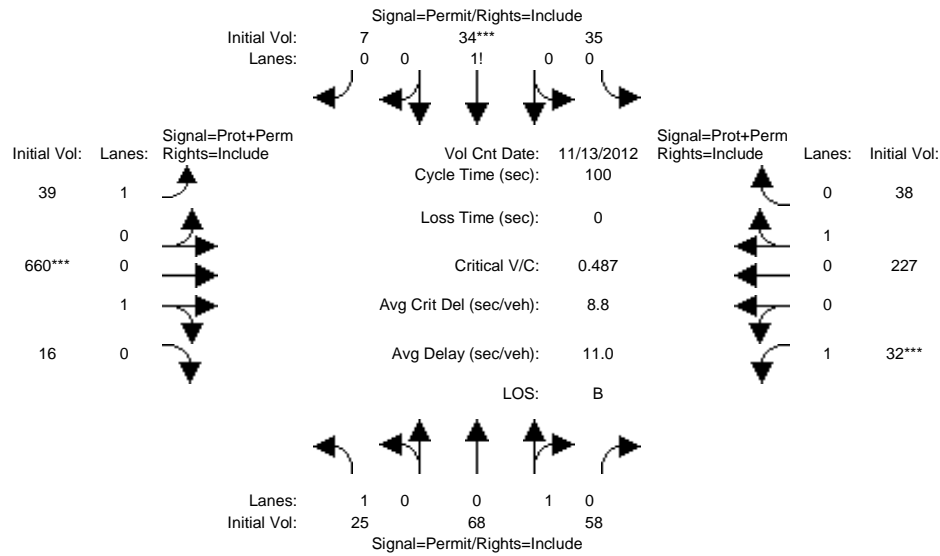 Signal=Permit/Rights=Include
Initial Vol: 7 34*** 35
Lanes: 0 0 1! 0 0
Signal=Prot+Perm Signal=Prot+Perm
Initial Vol: Lanes: Rights=Include Vol Cnt Date: 11/13/2012 Rights=Include Lanes: Initial Vol:
Cycle Time (sec): 100
39 1 0 38
Loss Time (sec): 0
0 1
660*** 0 Critical V/C: 0.487 0 227
1 Avg Crit Del (sec/veh): 8.8 0
16 0 Avg Delay (sec/veh): 11.0 1 32***
LOS: B
Lanes: 1 0 0 1 0
Initial Vol: 25 68 58
Signal=Permit/Rights=Include